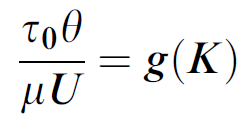 τ₀θ/μU = g(K)